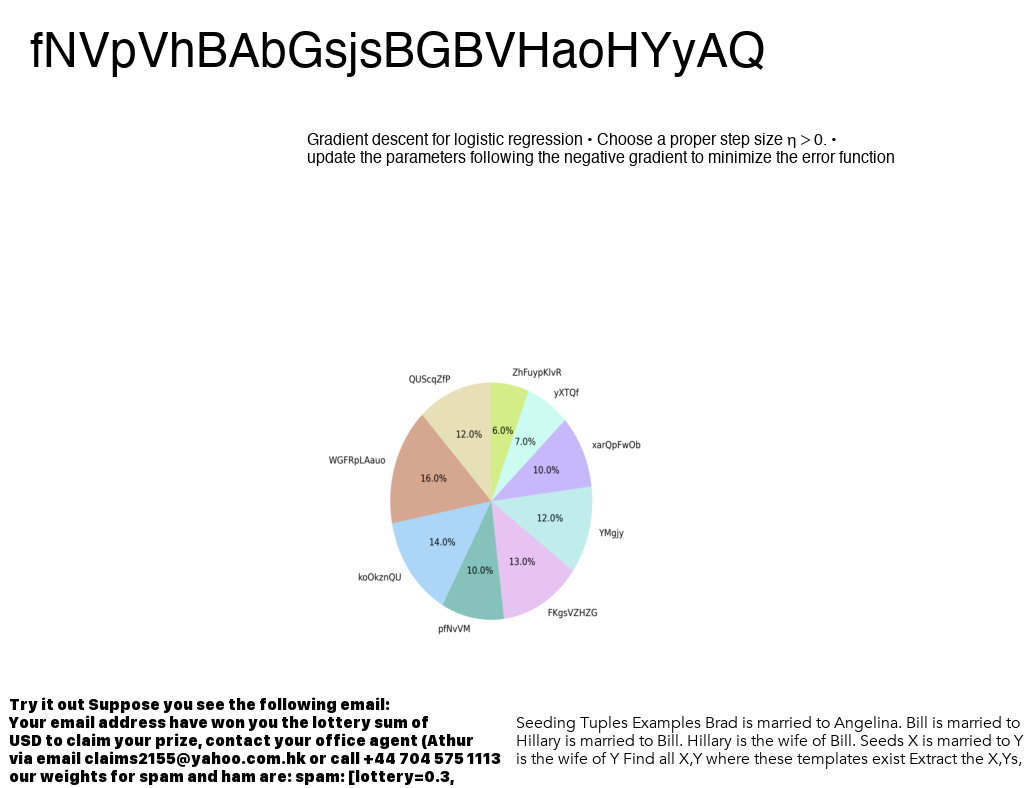 fNVpVhBAbGsjsBGBVHaoHYyAQ
Gradient descent for logistic regression • Choose a proper step size η > 0. •
update the parameters following the negative gradient to minimize the error function
ZhFuypKlvR
QUScqZfP
yXTQf
12.0%
6.0%
7.0%
xarQpFwOb
WGFRpLAauo
16.0%
10.0%
12.0%
YMgjy
14.0%
13.0%
10.0%
koOkznQU
FKgsVZHZG
pfNvVM
Try it out Suppose you see the following email:
Your email address have won you the lottery sum of
USD to claim your prize, contact your office agent (Athur
via email claims2155@yahoo.com.hk or call +44 704 575 1113
our weights for spam and ham are: spam: [lottery=0.3,
Seeding Tuples Examples Brad is married to Angelina. Bill is married to
Hillary is married to Bill. Hillary is the wife of Bill. Seeds X is married to Y
is the wife of Y Find all X,Y where these templates exist Extract the X,Ys,